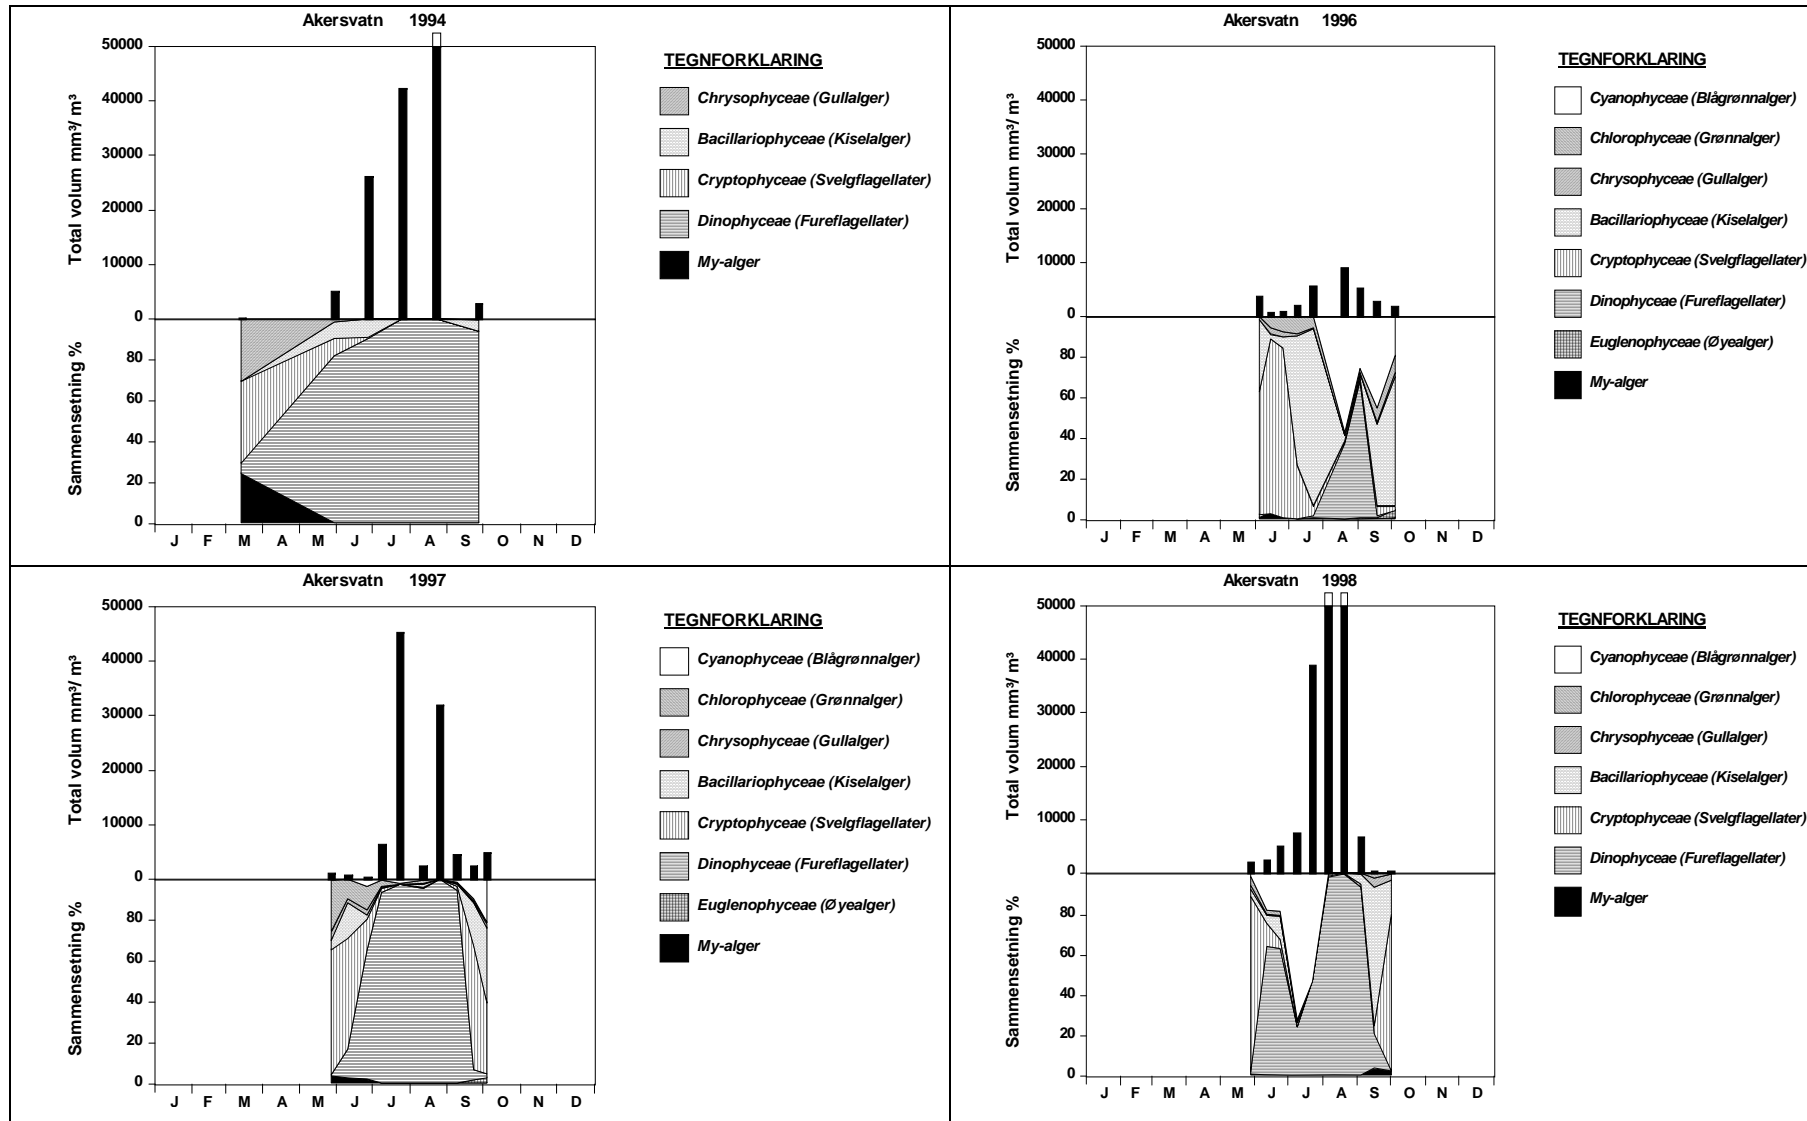 Akersvatn 1994
Total volum mm³/ m³
50000
40000
30000
20000
10000
0
Sammensetning %
80
60
40
20
0
J F M A M J J A S O N D
TEGNFORKLARING
Chrysophyceae (Gullalger)
Bacillariophyceae (Kiselalger)
Cryptophyceae (Svelgflagellater)
Dinophyceae (Fureflagellater)
My-alger
Akersvatn 1996
Total volum mm³/ m³
50000
40000
30000
20000
10000
0
Sammensetning %
80
60
40
20
0
J F M A M J J A S O N D
TEGNFORKLARING
Cyanophyceae (Blågrønnalger)
Chlorophyceae (Grønnalger)
Chrysophyceae (Gullalger)
Bacillariophyceae (Kiselalger)
Cryptophyceae (Svelgflagellater)
Dinophyceae (Fureflagellater)
Euglenophyceae (Øyealger)
My-alger
Akersvatn 1997
Total volum mm³/ m³
50000
40000
30000
20000
10000
0
Sammensetning %
80
60
40
20
0
J F M A M J J A S O N D
TEGNFORKLARING
Cyanophyceae (Blågrønnalger)
Chlorophyceae (Grønnalger)
Chrysophyceae (Gullalger)
Bacillariophyceae (Kiselalger)
Cryptophyceae (Svelgflagellater)
Dinophyceae (Fureflagellater)
Euglenophyceae (Øyealger)
My-alger
Akersvatn 1998
Total volum mm³/ m³
50000
40000
30000
20000
10000
0
Sammensetning %
80
60
40
20
0
J F M A M J J A S O N D
TEGNFORKLARING
Cyanophyceae (Blågrønnalger)
Chlorophyceae (Grønnalger)
Chrysophyceae (Gullalger)
Bacillariophyceae (Kiselalger)
Cryptophyceae (Svelgflagellater)
Dinophyceae (Fureflagellater)
My-alger